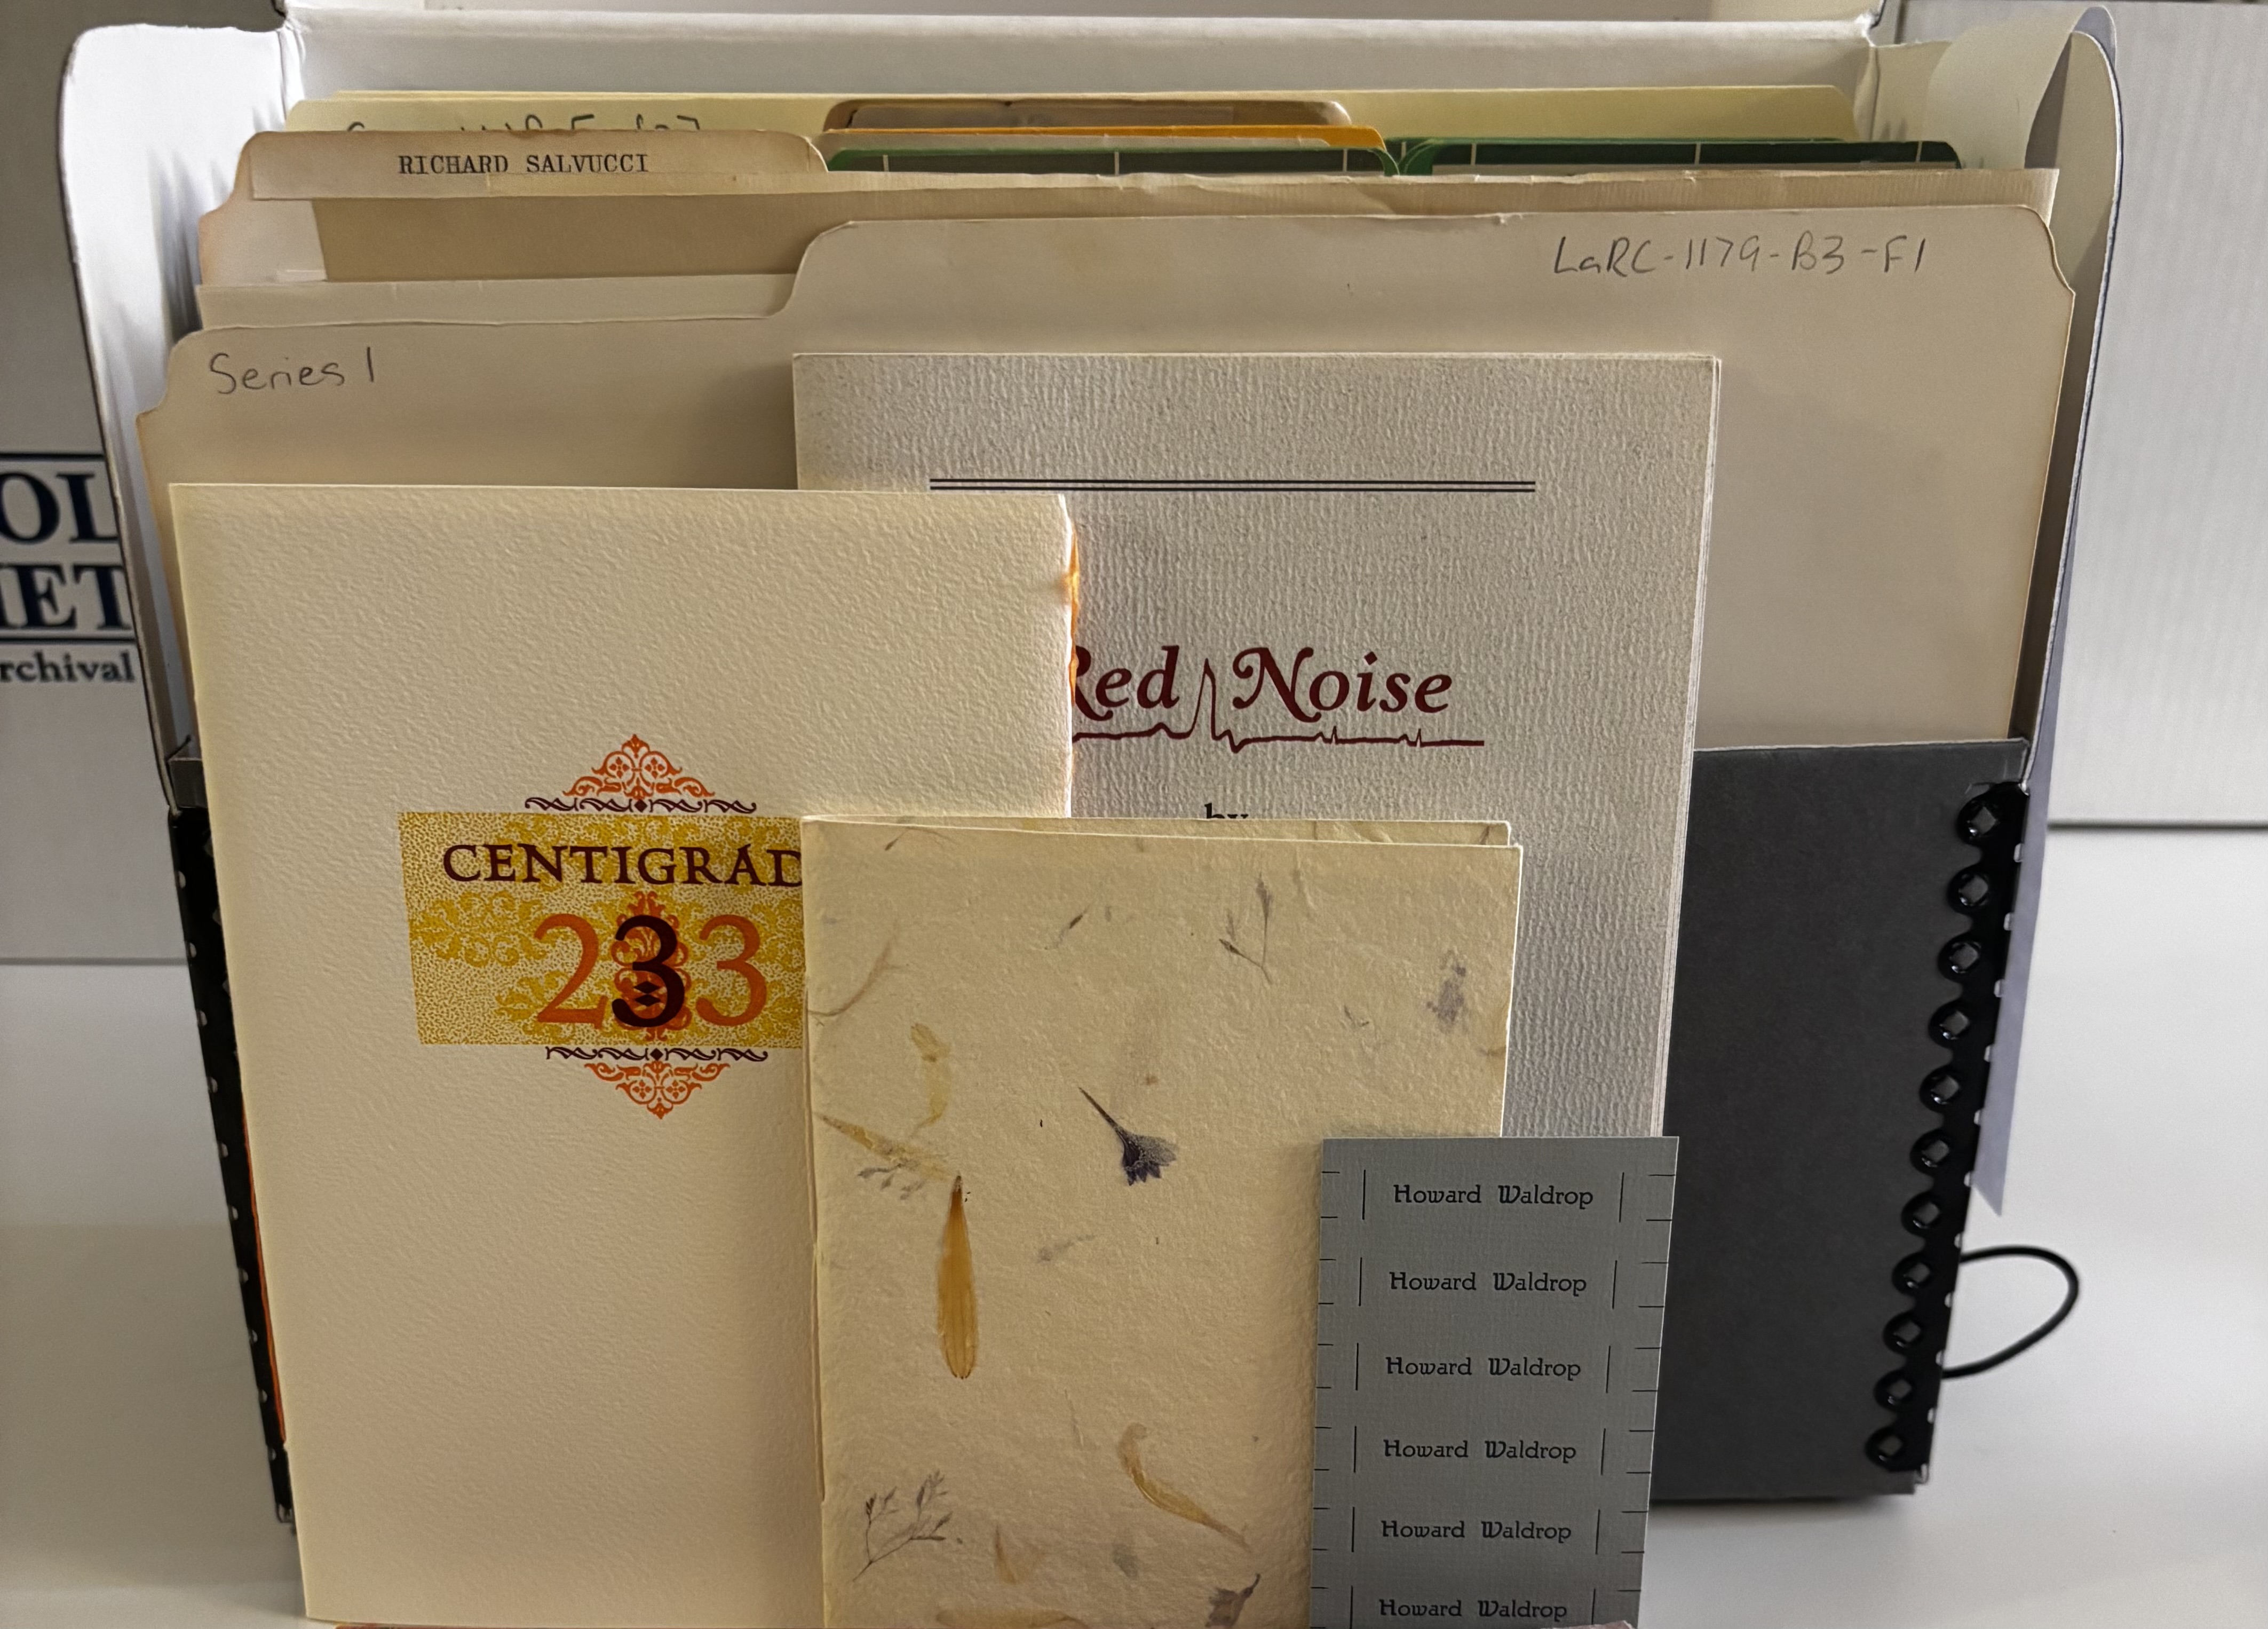 RICHARD SALVUCCI
LaRC-1179-B3-F1
Series 1
OL
ET
rchival
Red Noise
by
CENTIGRAD
233
Howard Waldrop
Howard Waldrop
Howard Waldrop
Howard Waldrop
Howard Waldrop
Howard Waldrop